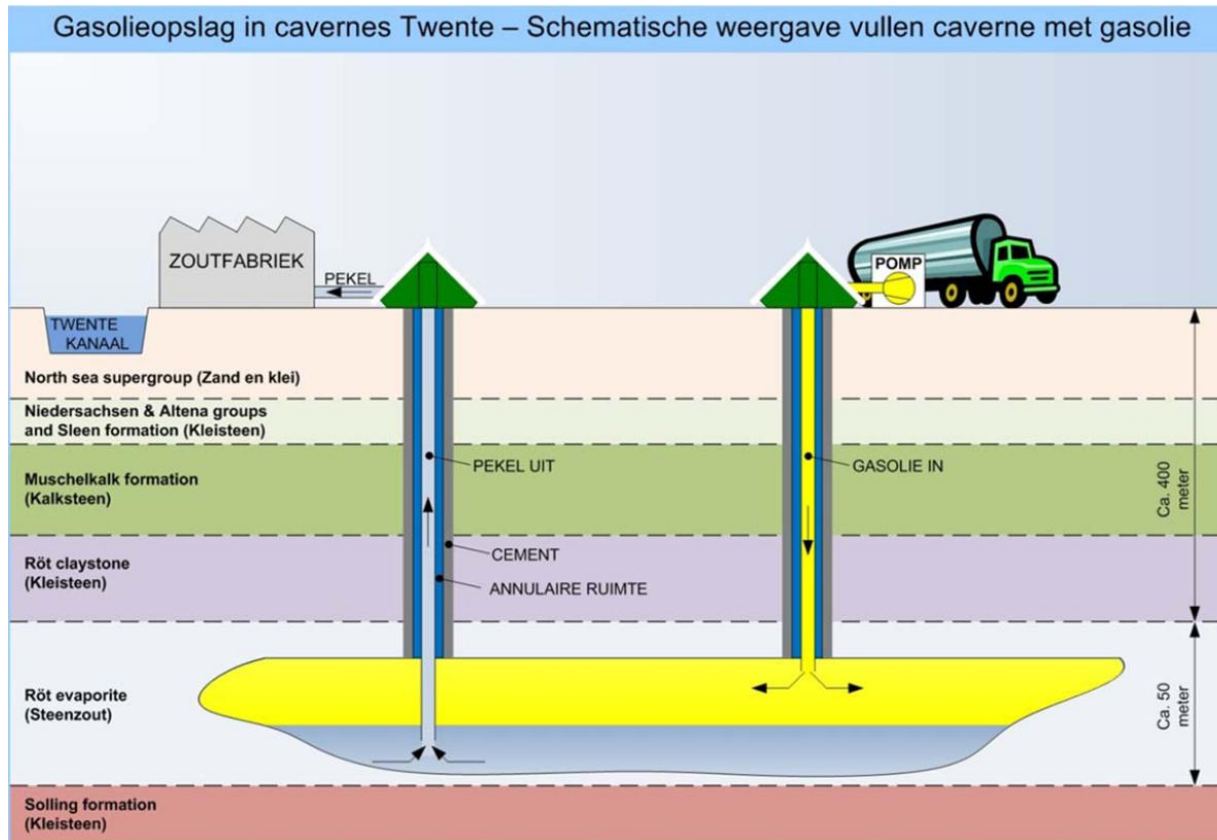 Gasolieopslag in cavernes Twente – Schematische weergave vullen caverne met gasolie
ZOUTFABRIEK
PEKEL
POMP
TWENTE
KANAAL
North sea supergroup (Zand en klei)
Niedersachsen & Altena groups
and Sleen formation (Kleisteen)
Muschelkalk formation
(Kalksteen)
PEKEL UIT
GASOLIE IN
Ca. 400
meter
Röt claystone
(Kleisteen)
CEMENT
ANNULAIRE RUIMTE
Röt evaporite
(Steenzout)
Ca. 50
meter
Solling formation
(Kleisteen)